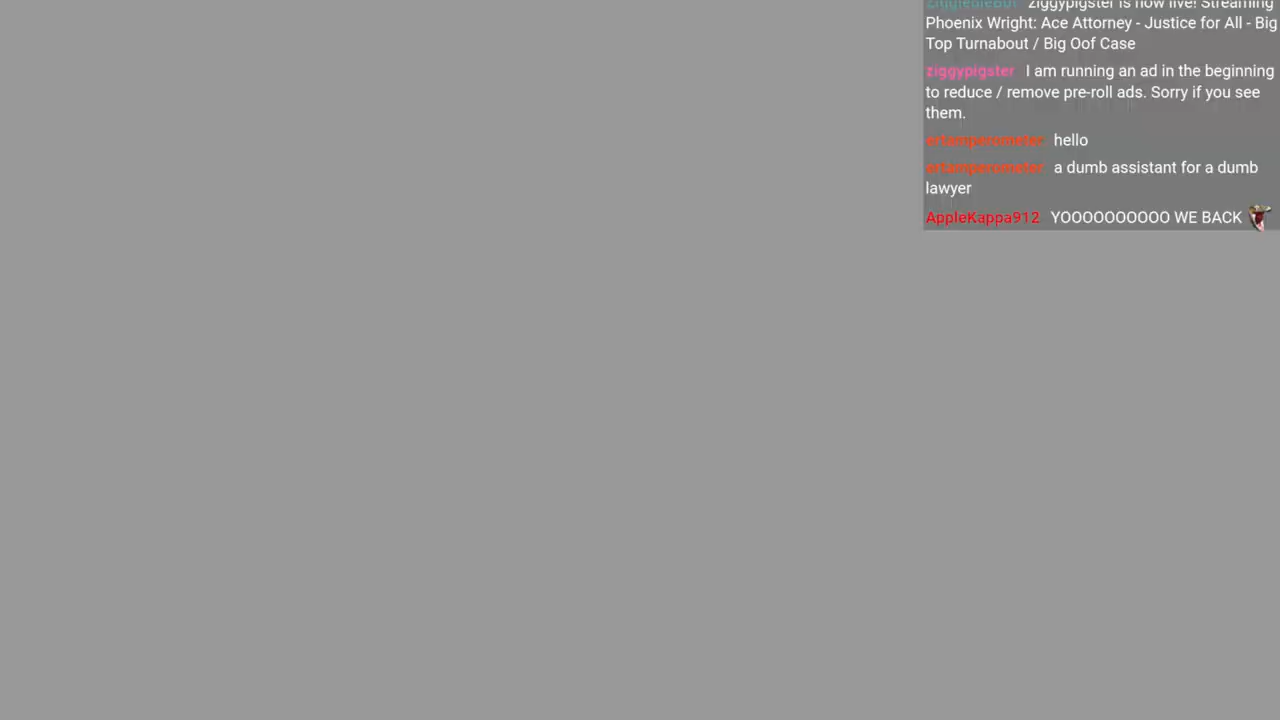 ziggypigster is now live! Streaming
Phoenix Wright: Ace Attorney - Justice for All - Big
Top Turnabout / Big Oof Case
ziggypigster I am running an ad in the beginning
to reduce / remove pre-roll ads. Sorry if you see
them.
hello
a dumb assistant for a dumb
lawyer
AppleKappa912 YOOOOOOOOOO WE BACK